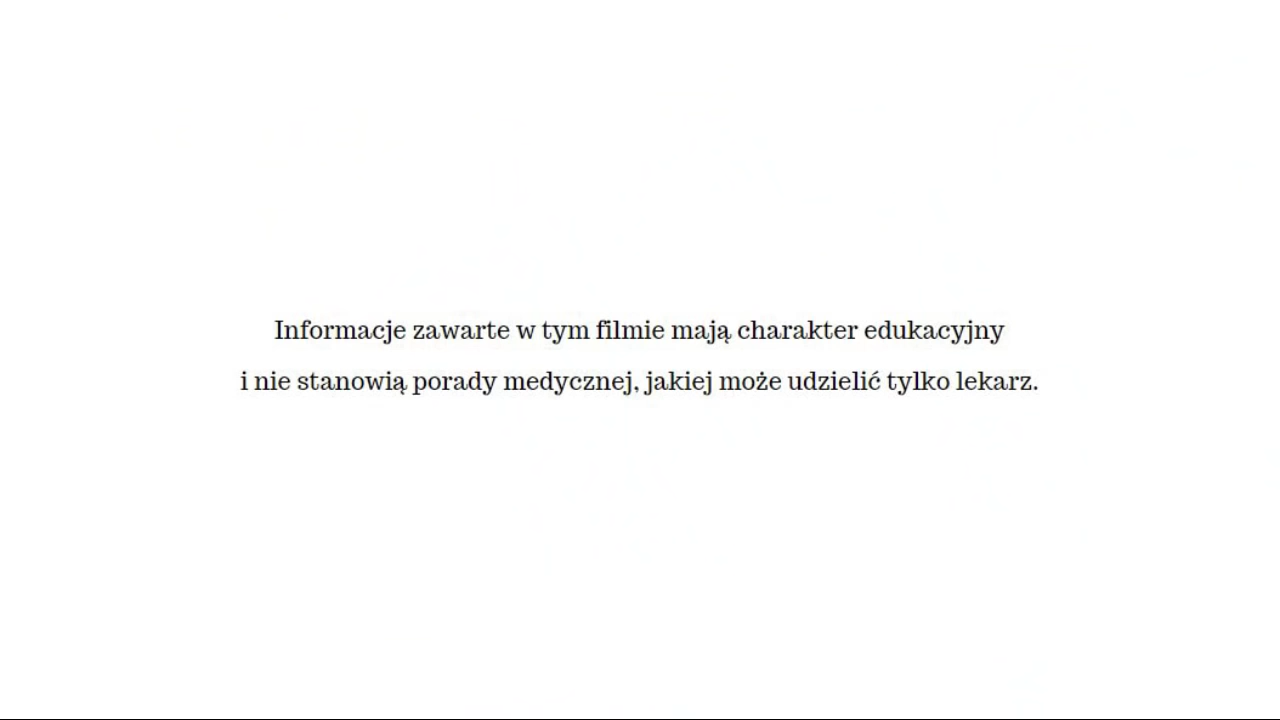 Informacje zawarte w tym filmie mają charakter edukacyjny
i nie stanowią porady medycznej, jakiej może udzielić tylko lekarz.